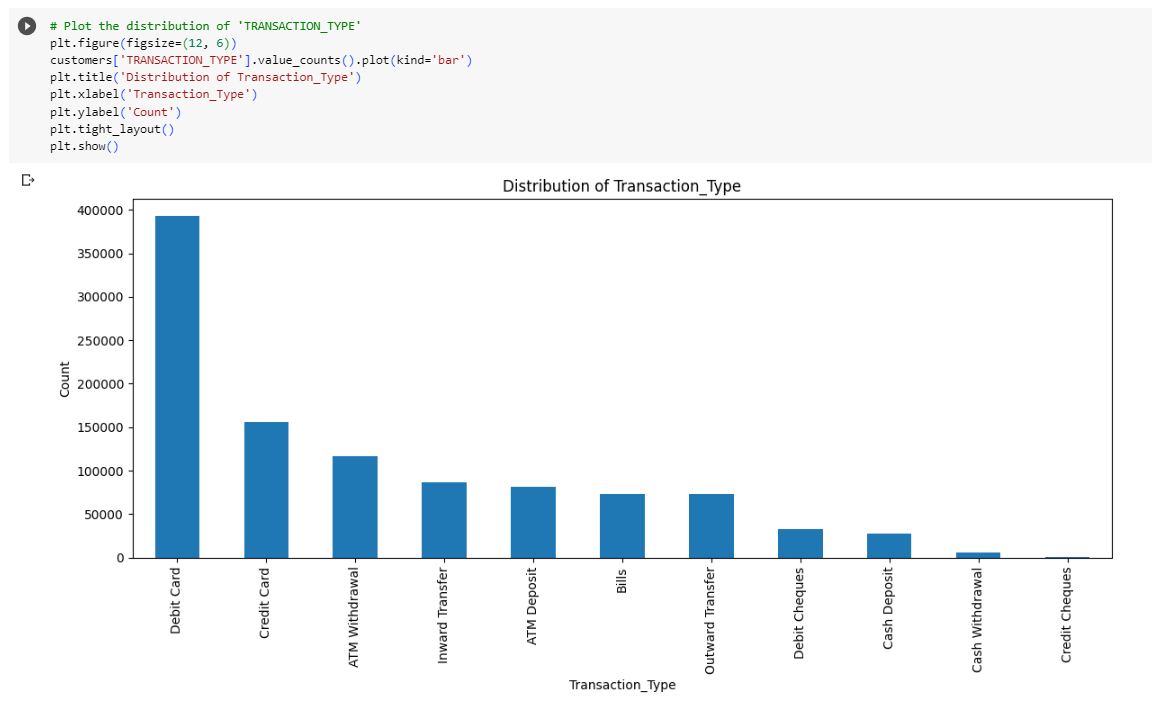 # Plot the distribution of 'TRANSACTION_TYPE'
plt.figure(figsize=(12, 6))
customers['TRANSACTION_TYPE'].value_counts().plot(kind='bar')
plt.title('Distribution of Transaction_Type')
plt.xlabel('Transaction_Type')
plt.ylabel('Count')
plt.tight_layout()
plt.show()
Distribution of Transaction_Type
400000
350000
300000
250000
200000
150000
100000
50000
0
Count
Debit Card
Credit Card
ATM Withdrawal
Inward Transfer
ATM Deposit
Bills
Outward Transfer
Debit Cheques
Cash Deposit
Cash Withdrawal
Credit Cheques
Transaction_Type